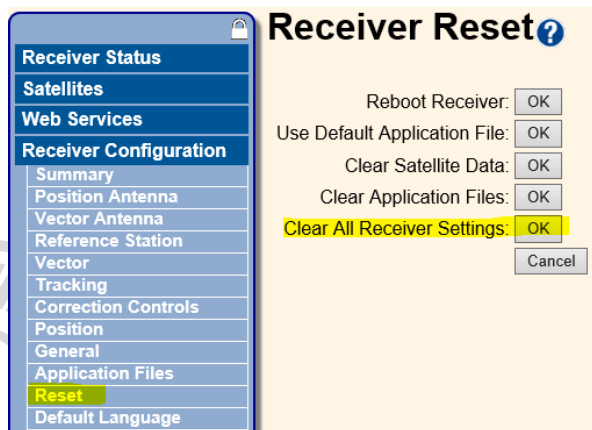 Receiver Reset?
Receiver Status
Satellites
Web Services
Receiver Configuration
Summary
Position Antenna
Vector Antenna
Reference Station
Vector
Tracking
Correction Controls
Position
General
Application Files
Reset
Default Language
Reboot Receiver: OK
Use Default Application File: OK
Clear Satellite Data: OK
Clear Application Files: OK
Clear All Receiver Settings: OK
Cancel